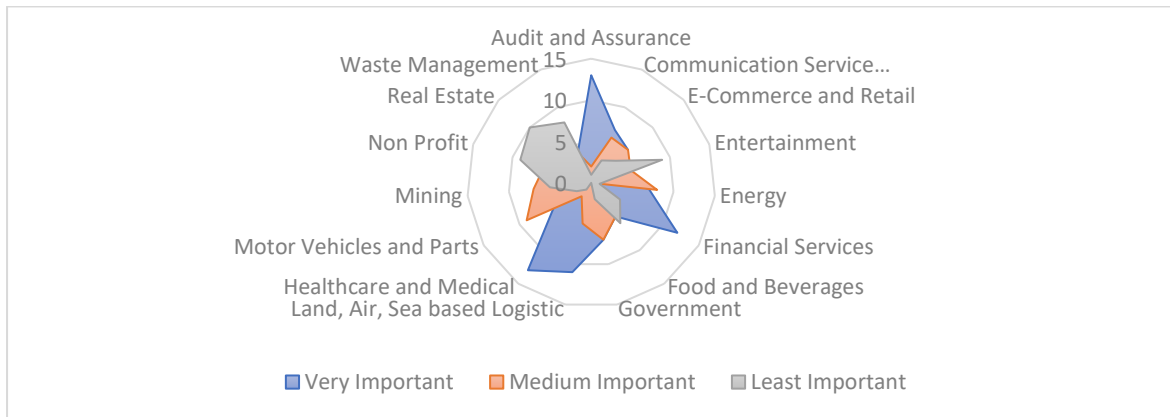 Audit and Assurance
15
Waste Management
Communication Service...
Real Estate
10
E-Commerce and Retail
Non Profit
5
Entertainment
Mining
0
Energy
Motor Vehicles and Parts
Financial Services
Healthcare and Medical
Food and Beverages
Land, Air, Sea based Logistic
Government
Very Important
Medium Important
Least Important